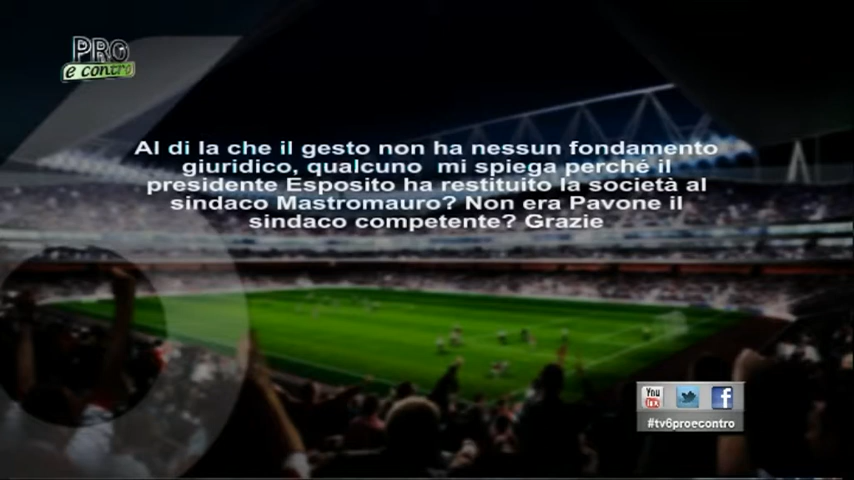 PRO
e contro
Al di la che il gesto non ha nessun fondamento
giuridico, qualcuno  mi spiega perché il
presidente Esposito ha restituito la società al
sindaco Mastromauro? Non era Pavone il
sindaco competente? Grazie
You
#tv6proecontro